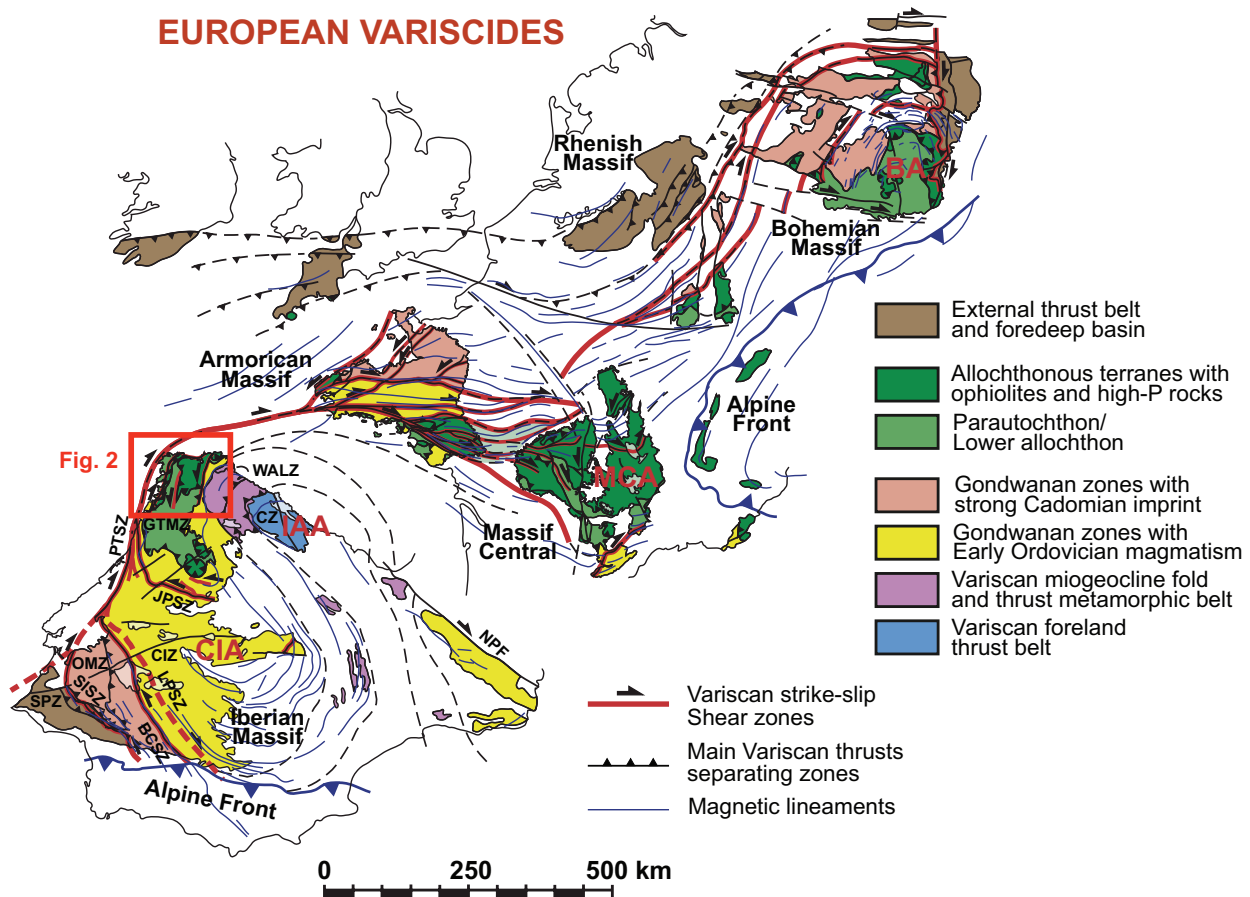 EUROPEAN VARISCIDES
Rhenish
Massif
BA
Bohemian
Massif
Armorican
Massif
Alpine
Front
MCA
Massif
Central
Fig. 2
WALZ
CZ
IAA
GTMZ
PTSZ
JPSZ
CIZ
CIA
NPF
OMZ
LPSZ
SPZ
SISZ
BCSZ
Iberian
Massif
Alpine Front
External thrust belt
and foredeep basin
Allochthonous terranes with
ophiolites and high-P rocks
Parautochthon/
Lower allochthon
Gondwanan zones with
strong Cadomian imprint
Gondwanan zones with
Early Ordovician magmatism
Variscan miogeocline fold
and thrust metamorphic belt
Variscan foreland
thrust belt
Variscan strike-slip
Shear zones
Main Variscan thrusts
separating zones
Magnetic lineaments
0 250 500 km